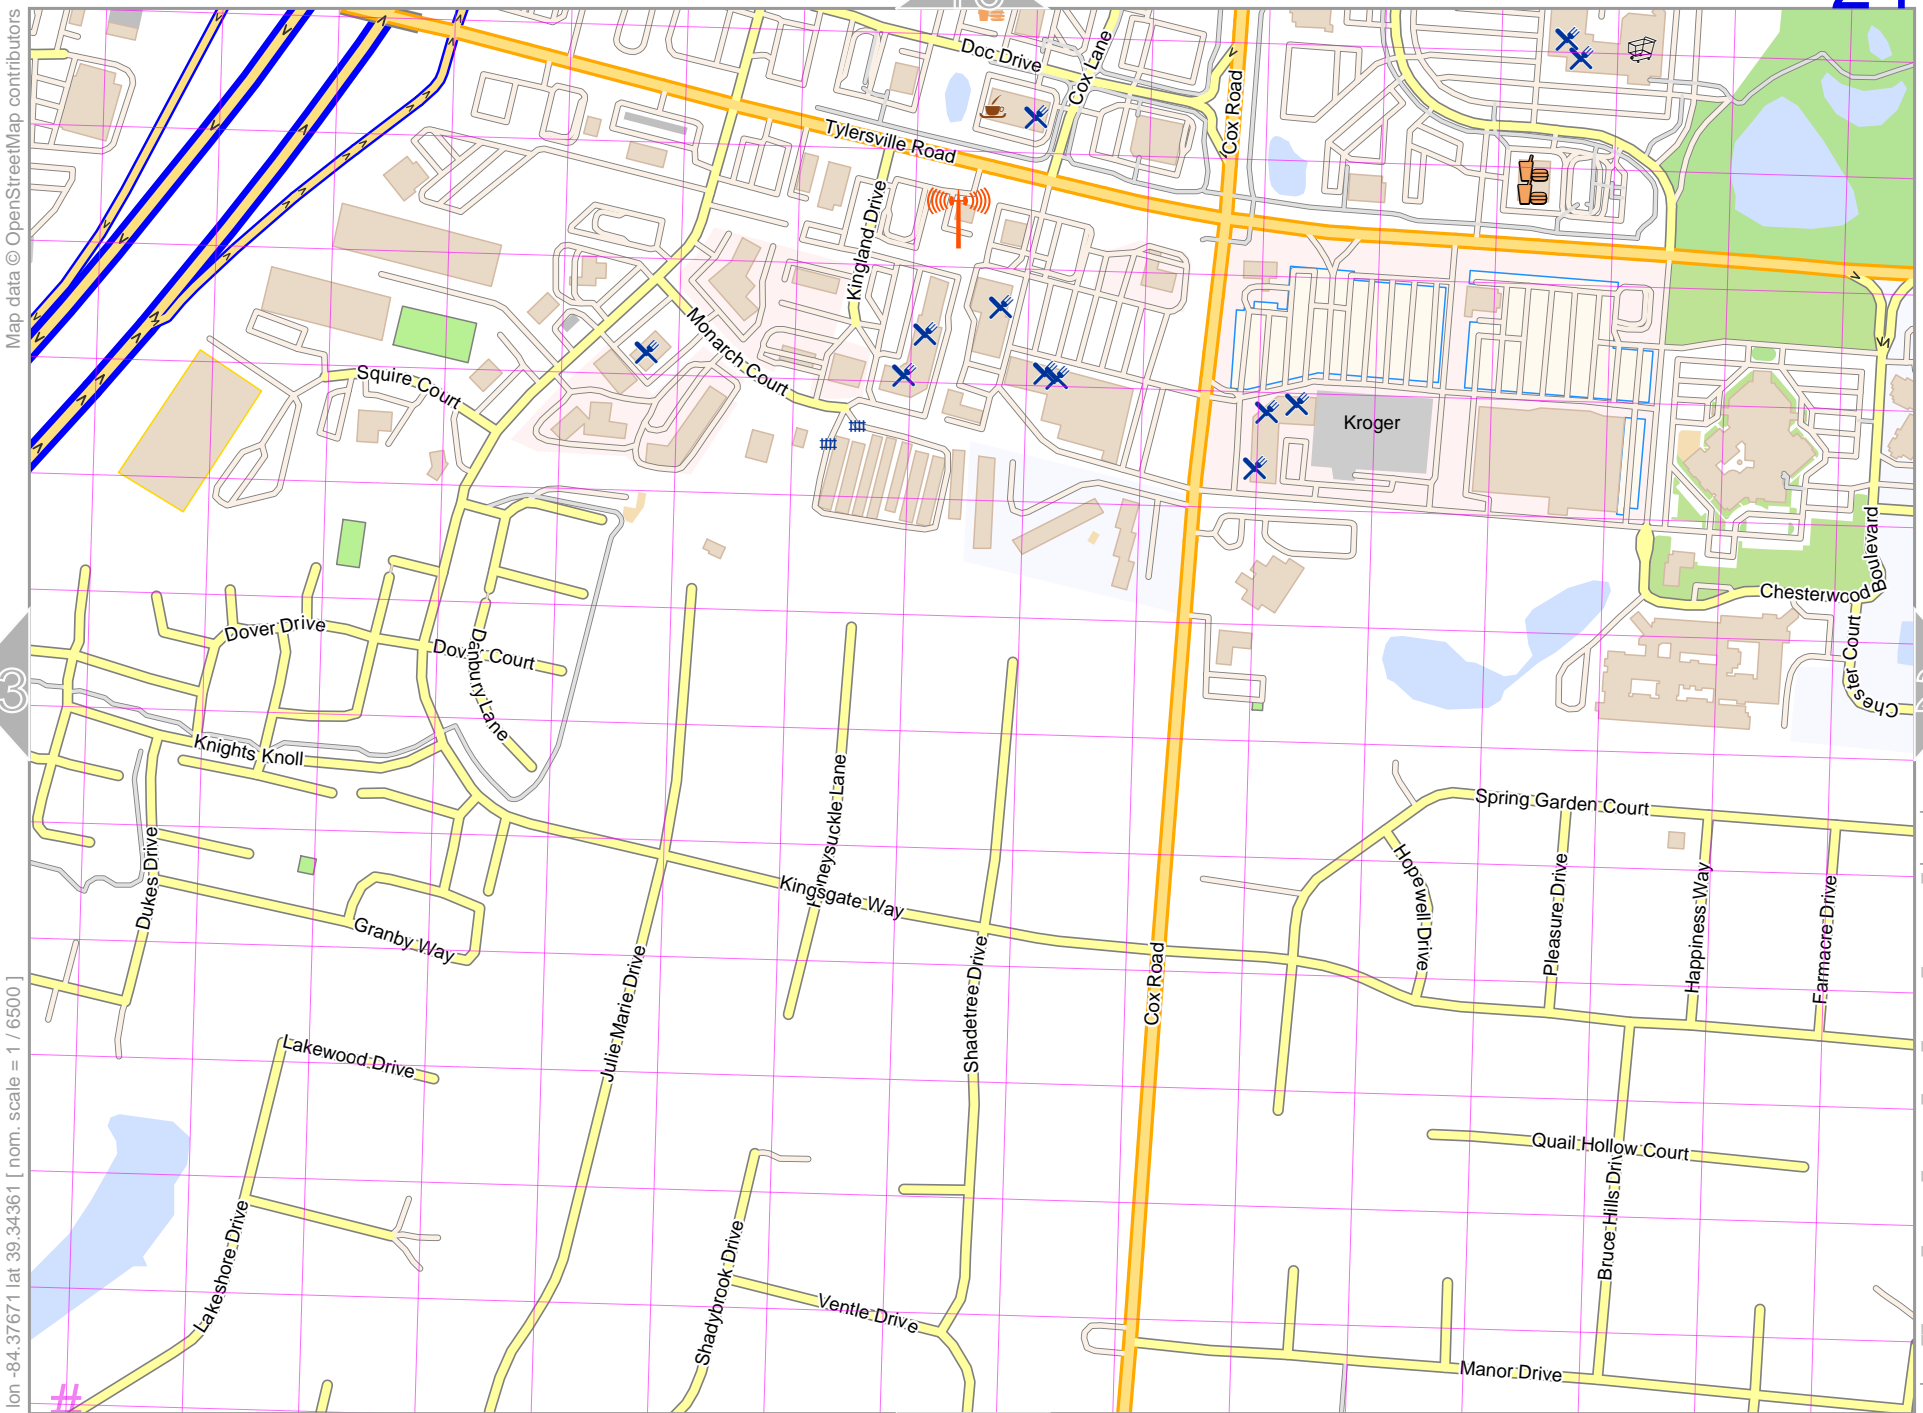 Map data © OpenStreetMap contributors
Doc Drive
Cox Lane
Cox Road
Tylersville Road
Kingland Drive
Monarch Court
Squire Court
Kroger
Chesterwood
Boulevard
Chester Court
Ches
Dover Drive
Dover Court
Danbury Lane
Knights Knoll
Dukes Drive
Granby Way
Honeysuckle Lane
Kingsgate Way
Julie Marie Drive
Shadetree Drive
Cox Road
Spring Garden Court
Hopewell Drive
Pleasure Drive
Happiness Way
Farmacre Drive
Lakewood Drive
Lakeshore Drive
Shadybrook Drive
Ventle Drive
Quail Hollow Court
Bruce Hills Drive
Manor Drive
3
#
lon -84.37671 lat 39.34361 [ nom. scale = 1 / 6500 ]